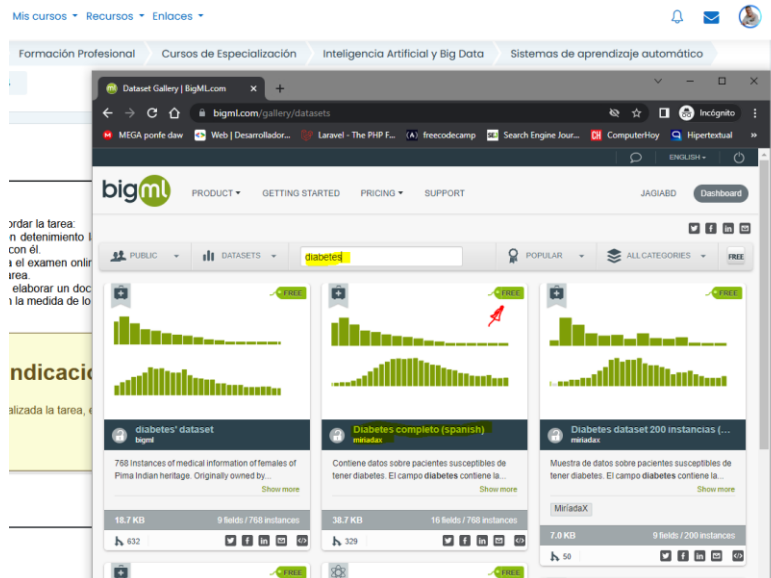 Mis cursos Recursos Enlaces
Formación Profesional Cursos de Especialización Inteligencia Artificial y Big Data Sistemas de aprendizaje automático
Dataset Gallery | BigML.com
bigml.com/gallery/datasets
Incógnito
MEGA ponfe daw Web | Desarrollador... Laravel - The PHP F... freecodecamp Search Engine Jour... ComputerHoy Hipertextual »
ENGLISH
bigml PRODUCT GETTING STARTED PRICING SUPPORT JAGIABD Dashboard
PUBLIC DATASETS diabetes POPULAR ALL CATEGORIES FREE
ordar la tarea:
n detenimiento l
con él.
a el examen onlin
area.
elaborar un doc
n la medida de lo
ndicacio
alizada la tarea, e
FREE
diabetes' dataset
bigml
768 Instances of medical information of females of
Pima Indian heritage. Originally owned by...
Show more
18.7 KB 9 fields / 768 instances
632
FREE
Diabetes completo (spanish)
miriadax
Contiene datos sobre pacientes susceptibles de
tener diabetes. El campo diabetes contiene la...
Show more
38.7 KB 16 fields / 768 instances
329
FREE
Diabetes dataset 200 instancias (...
miriadax
Muestra de datos sobre pacientes susceptibles de
tener diabetes. El campo diabetes contiene la...
Show more
MiríadaX
7.0 KB 9 fields / 200 instances
50
FREE
FREE